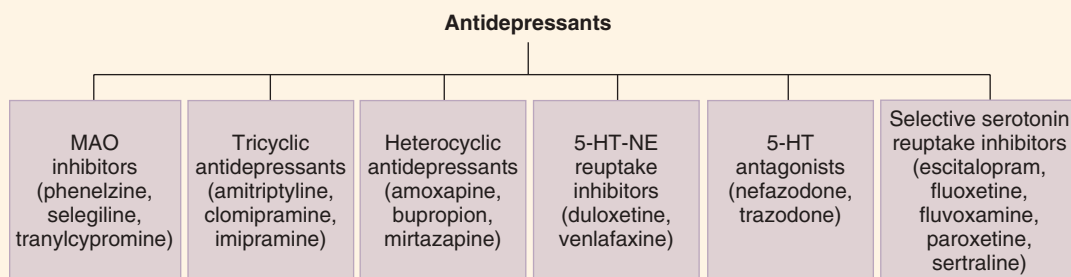 Antidepressants
MAO
inhibitors
(phenelzine,
selegiline,
tranylcypromine)
Tricyclic
antidepressants
(amitriptyline,
clomipramine,
imipramine)
Heterocyclic
antidepressants
(amoxapine,
bupropion,
mirtazapine)
5-HT-NE
reuptake
inhibitors
(duloxetine,
venlafaxine)
5-HT
antagonists
(nefazodone,
trazodone)
Selective serotonin
reuptake inhibitors
(escitalopram,
fluoxetine,
fluvoxamine,
paroxetine,
sertraline)